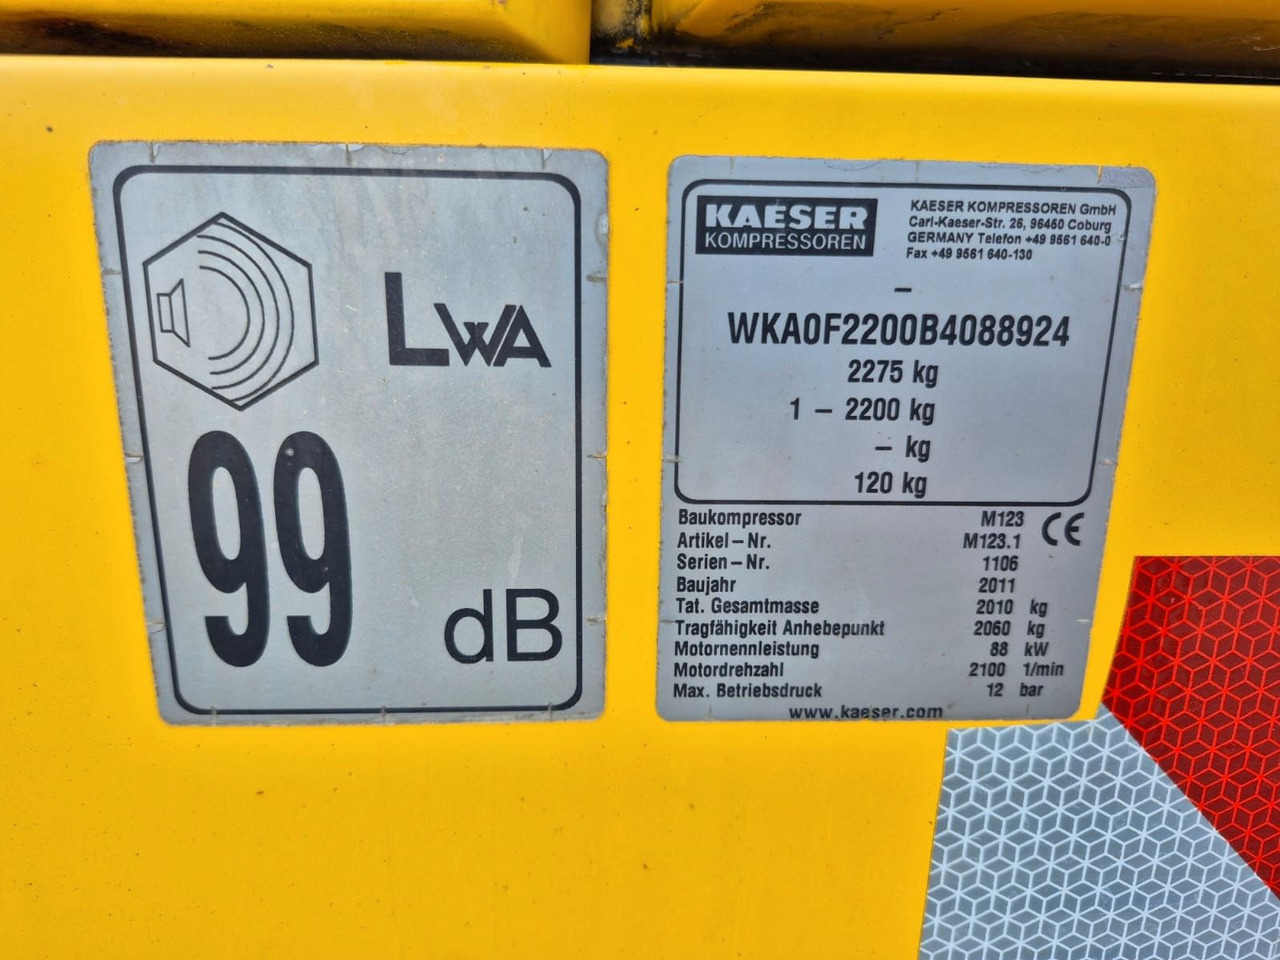 LWA
99
dB
KAESER
KOMPRESSOREN
KAESER KOMPRESSOREN GmbH
Carl-Kaeser-Str. 26, 96450 Coburg
GERMANY Telefon +49 9561 640-0
Fax +49 9561 640-130
–
WKA0F2200B4088924
2275 kg
1 – 2200 kg
– kg
120 kg
Baukompressor M123 CE
Artikel–Nr. M123.1
Serien–Nr. 1106
Baujahr 2011
Tat. Gesamtmasse 2010 kg
Tragfähigkeit Anhebepunkt 2060 kg
Motornennleistung 88 kW
Motordrehzahl 2100 1/min
Max. Betriebsdruck 12 bar
www.kaeser.com